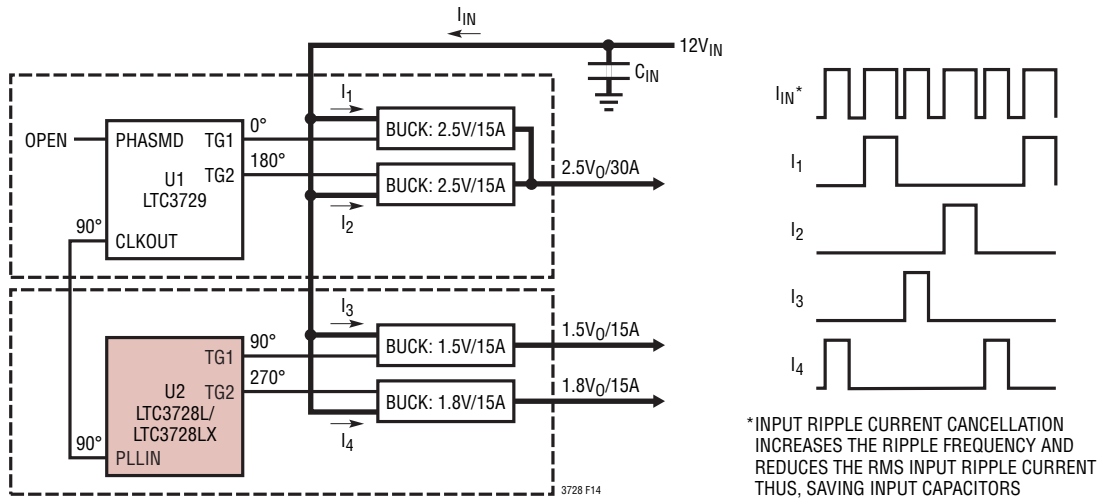 I_IN
12V_IN
C_IN
I_1
BUCK: 2.5V/15A
OPEN
PHASMD
TG1
0°
U1
LTC3729
TG2
180°
BUCK: 2.5V/15A
2.5V_O/30A
I_2
90°
CLKOUT
I_3
BUCK: 1.5V/15A
1.5V_O/15A
TG1
90°
U2
LTC3728L/
LTC3728LX
TG2
270°
BUCK: 1.8V/15A
1.8V_O/15A
I_4
90°
PLLIN
3728 F14
I_IN*
I_1
I_2
I_3
I_4
*INPUT RIPPLE CURRENT CANCELLATION
INCREASES THE RIPPLE FREQUENCY AND
REDUCES THE RMS INPUT RIPPLE CURRENT
THUS, SAVING INPUT CAPACITORS